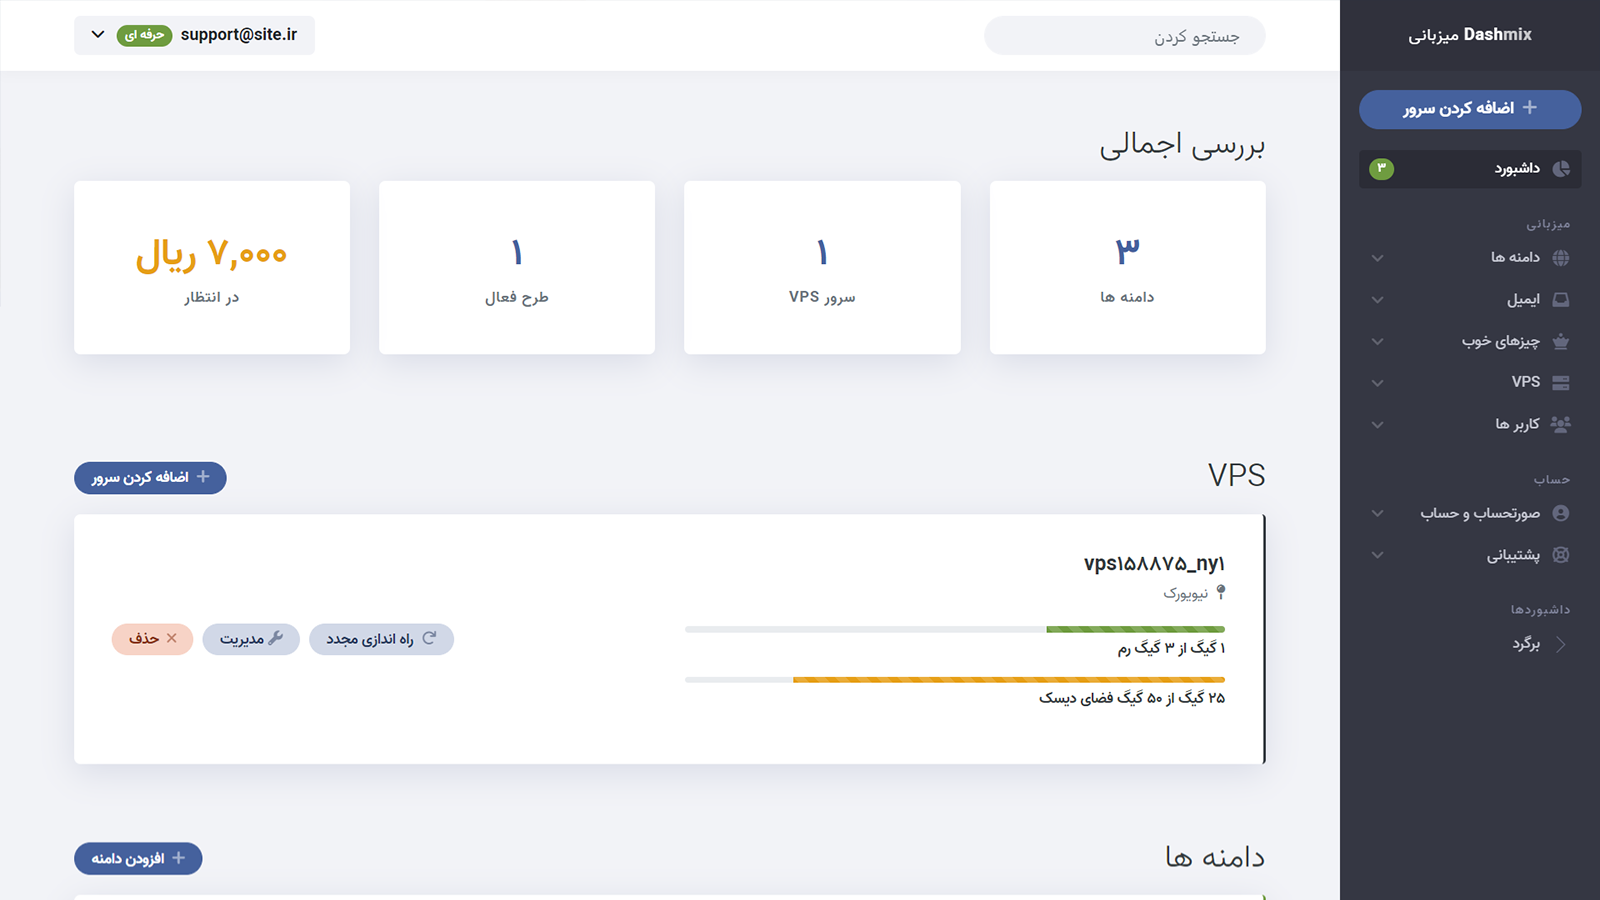 Dashmix میزبانی
+ اضافه کردن سرور
داشبورد ۳
میزبانی
دامنه ها
ایمیل
چیزهای خوب
VPS
کاربر ها
حساب
صورتحساب و حساب
پشتیبانی
داشبوردها
برگرد
جستجو کردن
support@site.ir حرفه ای
بررسی اجمالی
۳
دامنه ها
۱
سرور VPS
۱
طرح فعال
۷,۰۰۰ ریال
در انتظار
VPS
+ اضافه کردن سرور
vps۱۵۸۸۷۵_ny۱
نیویورک
۱ گیگ از ۳ گیگ رم
۲۵ گیگ از ۵۰ گیگ فضای دیسک
راه اندازی مجدد
مدیریت
حذف
دامنه ها
+ افزودن دامنه